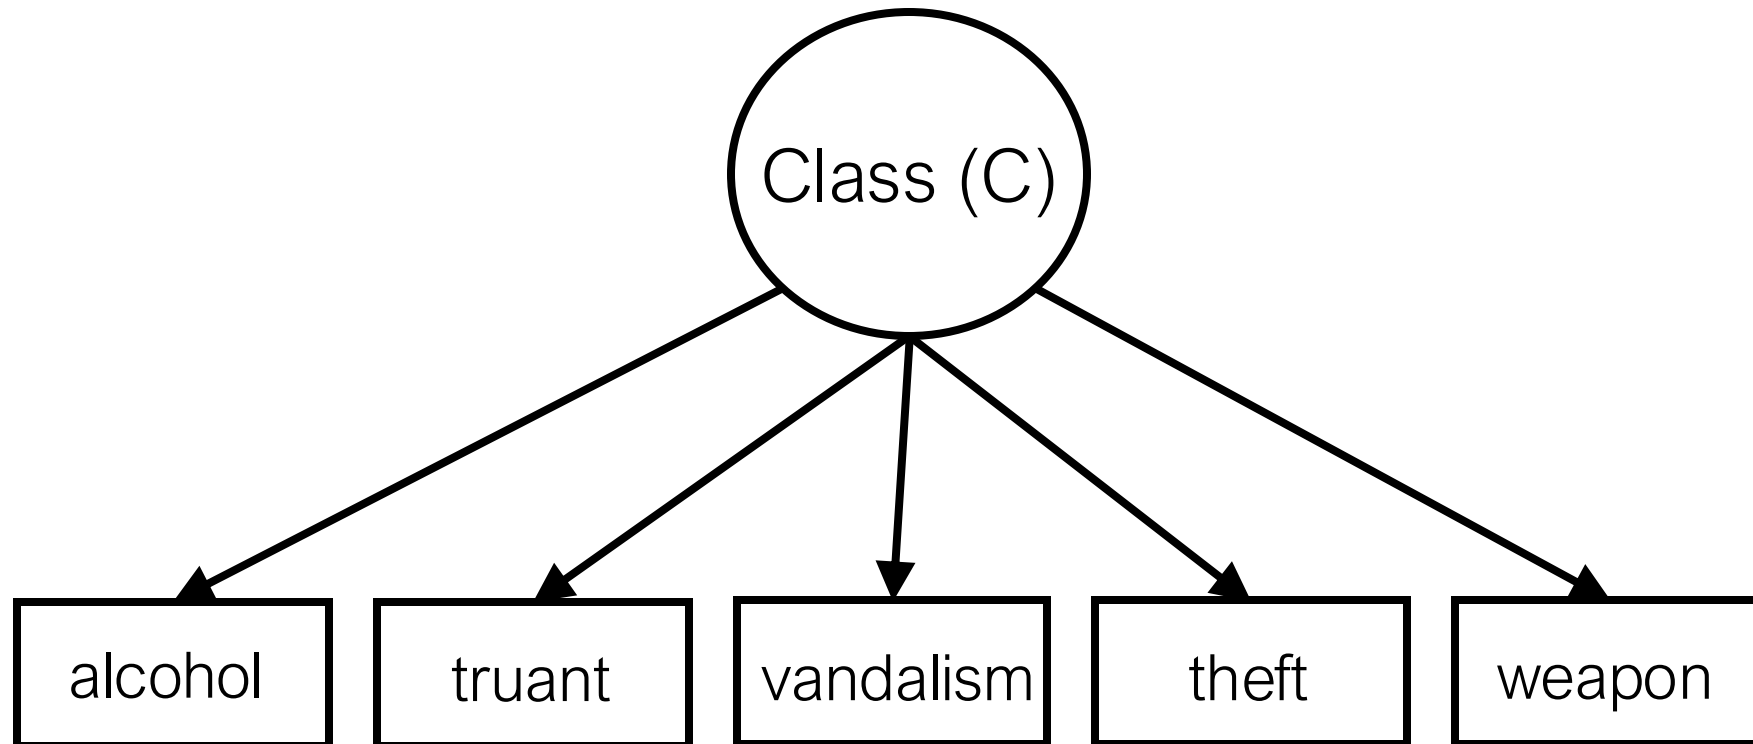 Class (C)
alcohol
truant
vandalism
theft
weapon